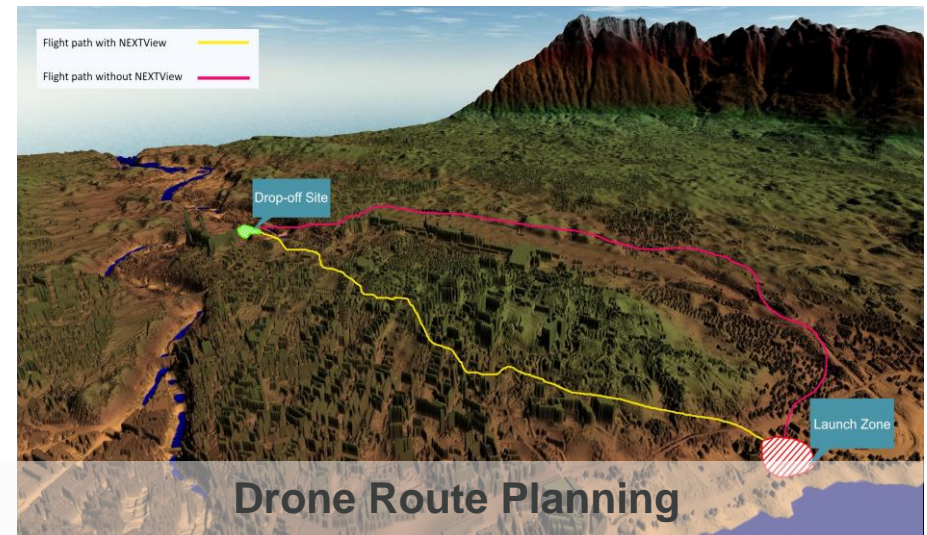 Flight path with NEXTView
Flight path without NEXTView
Drop-off Site
Launch Zone
Drone Route Planning